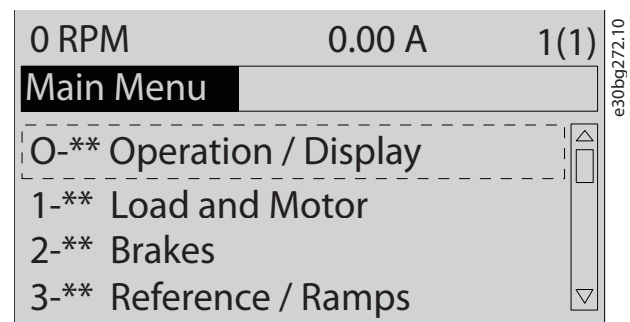 0 RPM 0.00 A 1(1)
Main Menu
O-** Operation / Display
1-** Load and Motor
2-** Brakes
3-** Reference / Ramps
e30bg272.10